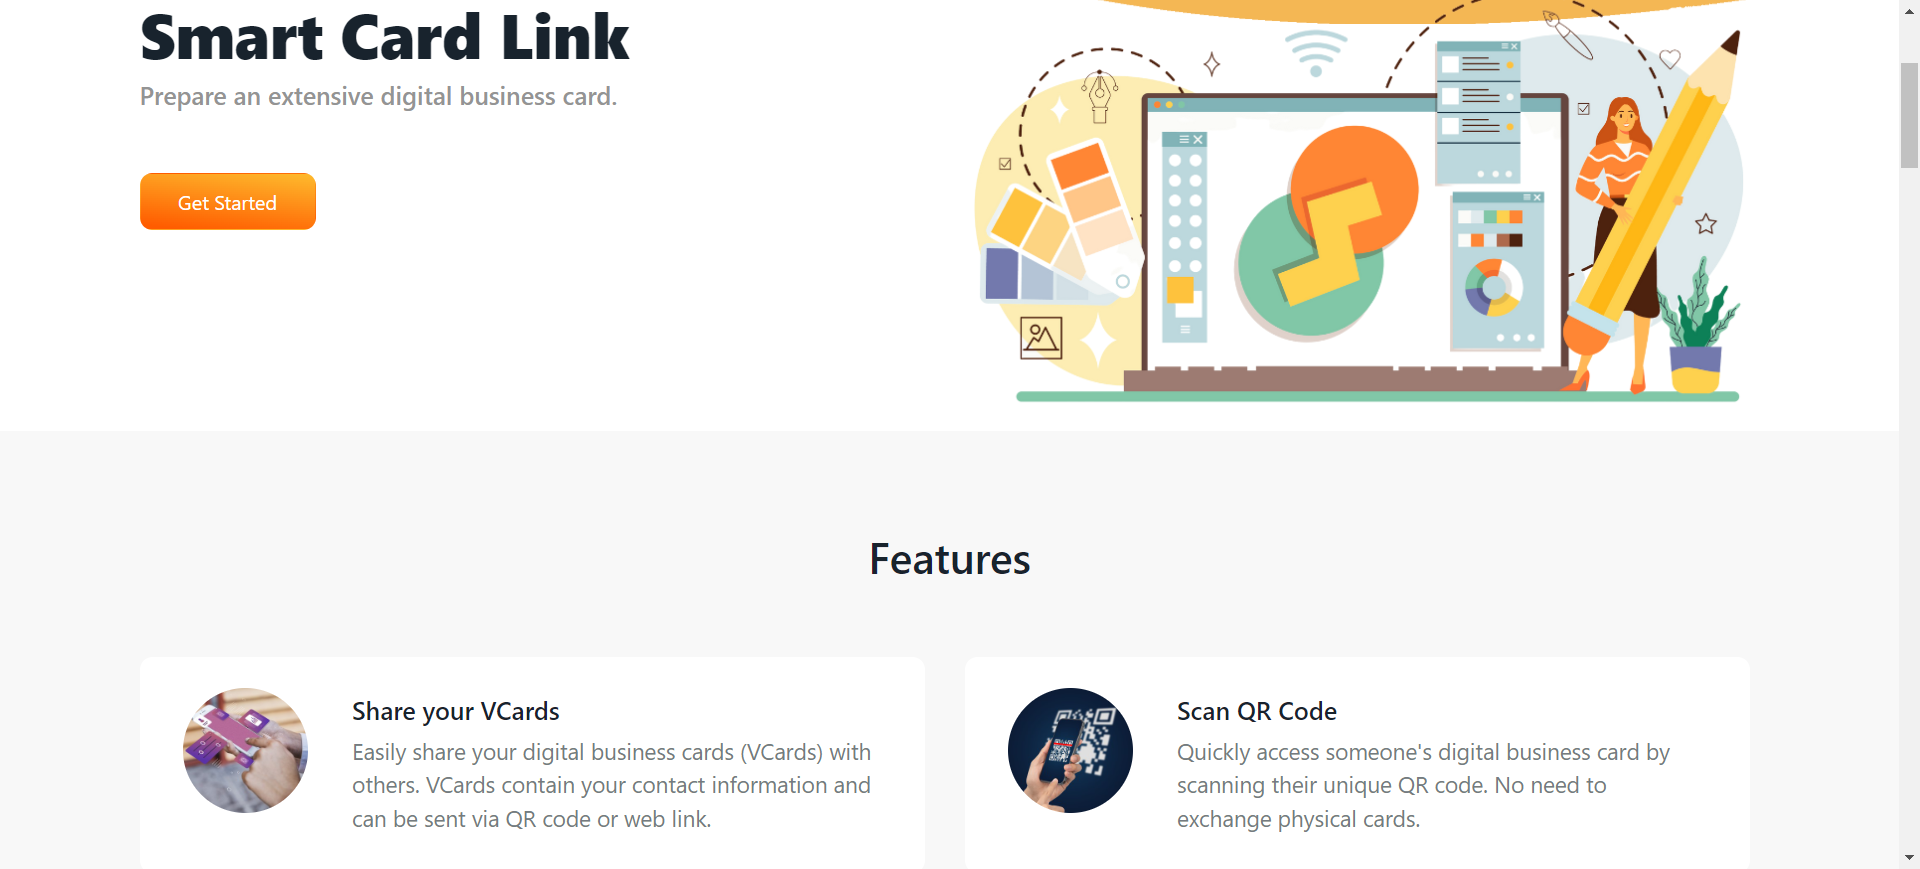 Smart Card Link
Prepare an extensive digital business card.
Get Started
Features
Share your VCards
Easily share your digital business cards (VCards) with
others. VCards contain your contact information and
can be sent via QR code or web link.
Scan QR Code
Quickly access someone's digital business card by
scanning their unique QR code. No need to
exchange physical cards.